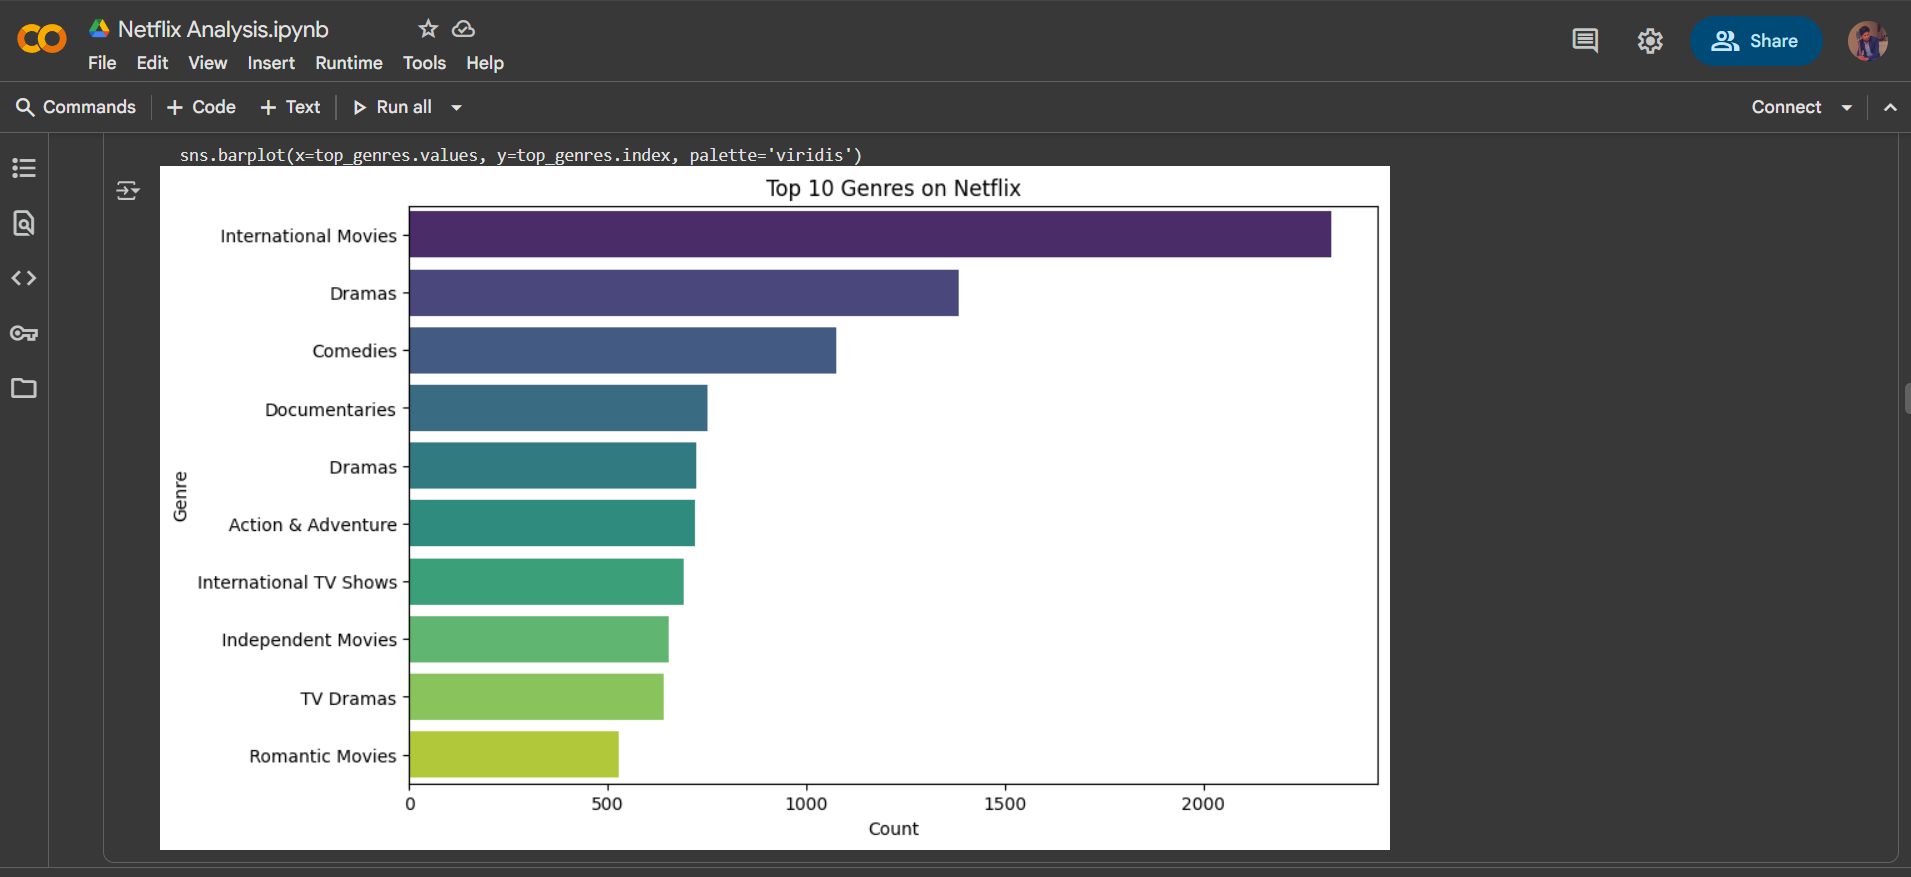 Netflix Analysis.ipynb
File Edit View Insert Runtime Tools Help
Share
Commands + Code + Text Run all
Connect
sns.barplot(x=top_genres.values, y=top_genres.index, palette='viridis')
Top 10 Genres on Netflix
International Movies
Dramas
Comedies
Documentaries
Dramas
Action & Adventure
International TV Shows
Independent Movies
TV Dramas
Romantic Movies
Genre
0 500 1000 1500 2000
Count